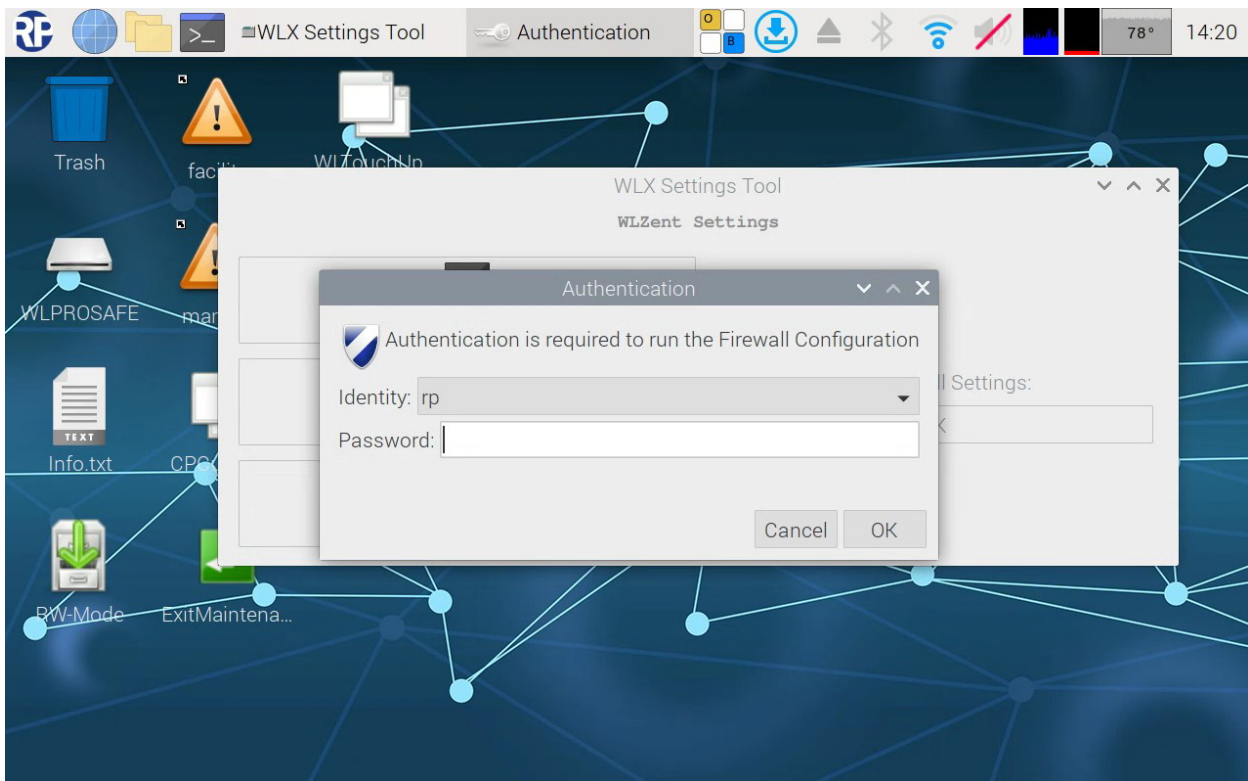 RP
>_
WLX Settings Tool
Authentication
O
B
78°
14:20
Trash
WLTouchUp
WLX Settings Tool
WLZent Settings
Authentication
WLPROSAFE
Authentication is required to run the Firewall Configuration
Identity: rp
Settings:
Password:
TEXT
Info.txt
Cancel
OK
RW-Mode
ExitMaintena...